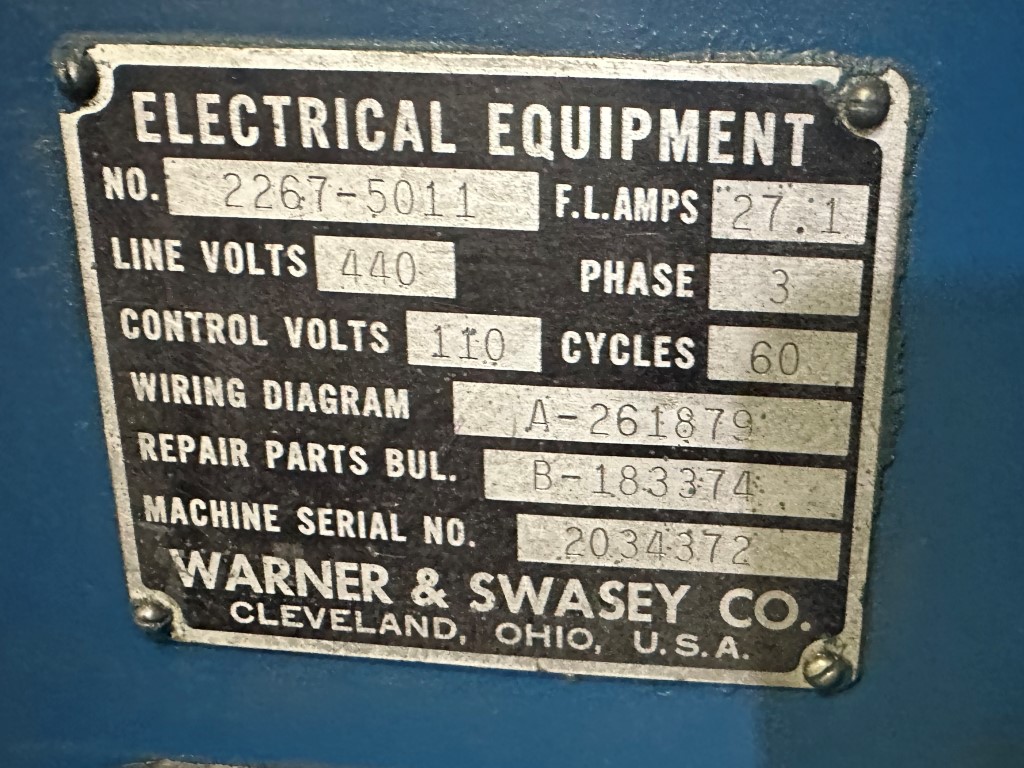 ELECTRICAL EQUIPMENT
NO. 2267-5011 F.L.AMPS 27.1
LINE VOLTS 440 PHASE 3
CONTROL VOLTS 110 CYCLES 60
WIRING DIAGRAM A-261879
REPAIR PARTS BUL. B-183374
MACHINE SERIAL NO. 2034372
WARNER & SWASEY CO.
CLEVELAND, OHIO, U.S.A.